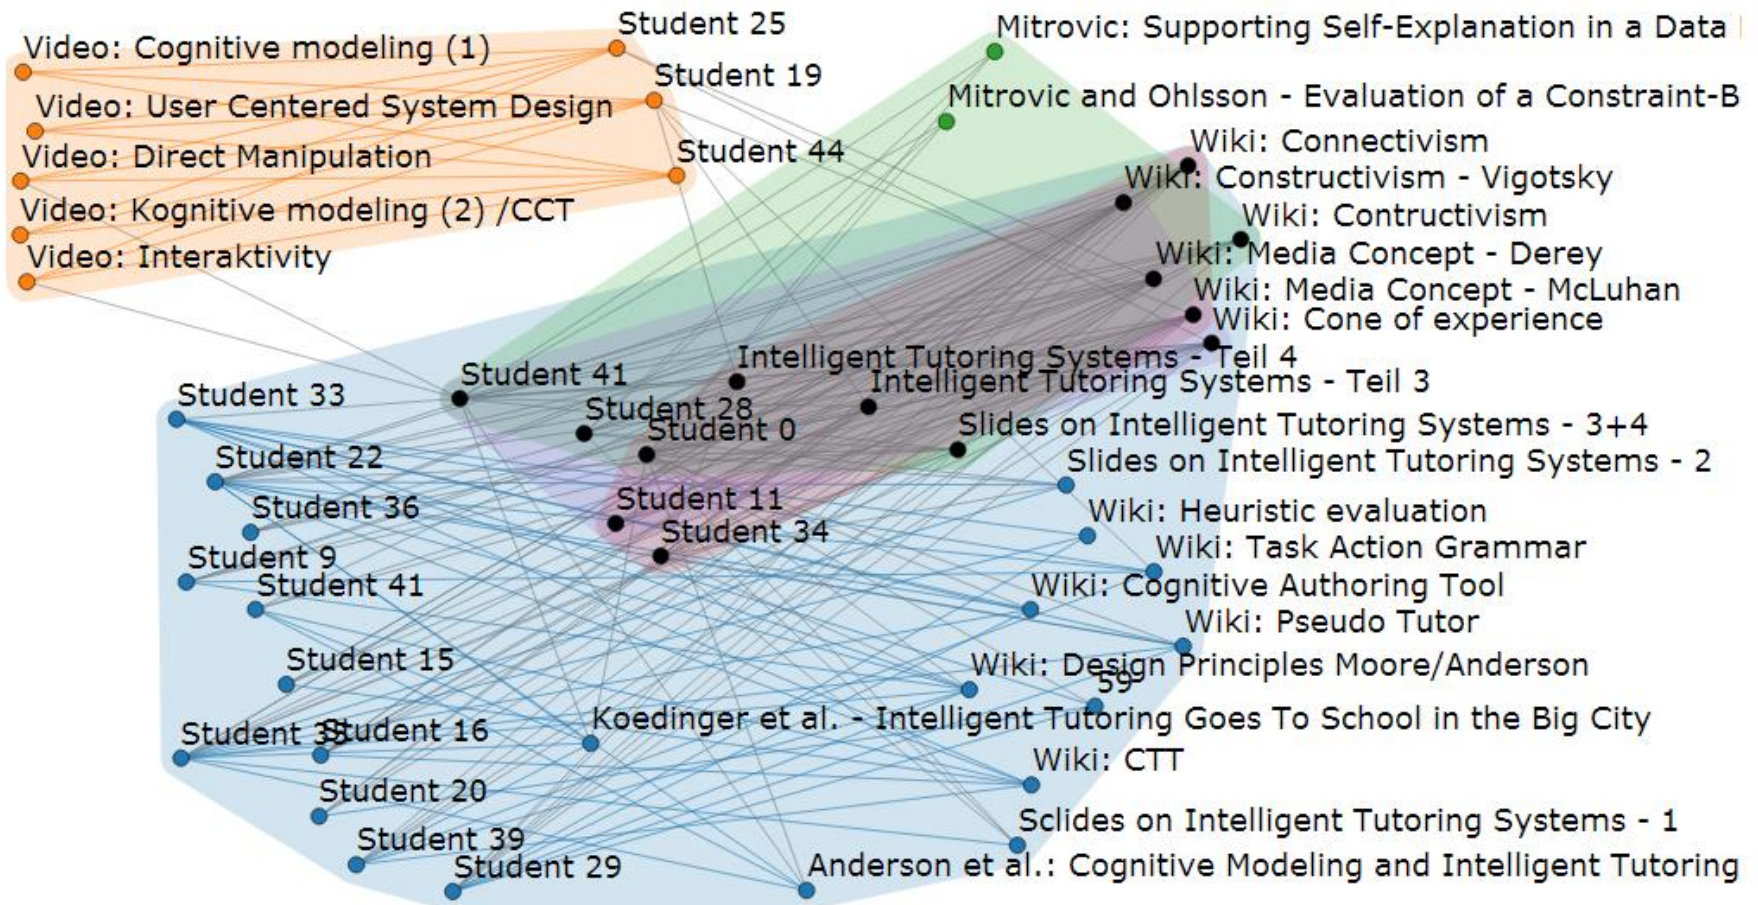 Student 25
Mitrovic: Supporting Self-Explanation in a Data
Video: Cognitive modeling (1)
Student 19
Video: User Centered System Design
Mitrovic and Ohlsson - Evaluation of a Constraint-B
Wiki: Connectivism
Video: Direct Manipulation
Student 44
Wiki: Constructivism - Vigotsky
Video: Kognitive modeling (2) /CCT
Wiki: Contructivism
Video: Interaktivity
Wiki: Media Concept - Derey
Wiki: Media Concept - McLuhan
Wiki: Cone of experience
Intelligent Tutoring Systems - Teil 4
Student 41
Intelligent Tutoring Systems - Teil 3
Student 33
Student 28
Student 0
Slides on Intelligent Tutoring Systems - 3+4
Student 22
Slides on Intelligent Tutoring Systems - 2
Student 11
Student 36
Wiki: Heuristic evaluation
Student 34
Wiki: Task Action Grammar
Student 9
Student 41
Wiki: Cognitive Authoring Tool
Wiki: Pseudo Tutor
Student 15
Wiki: Design Principles Moore/Anderson
59
Koedinger et al. - Intelligent Tutoring Goes To School in the Big City
Student
Student 16
Wiki: CTT
Student 20
Sclides on Intelligent Tutoring Systems - 1
Student 39
Student 29
Anderson et al.: Cognitive Modeling and Intelligent Tutoring